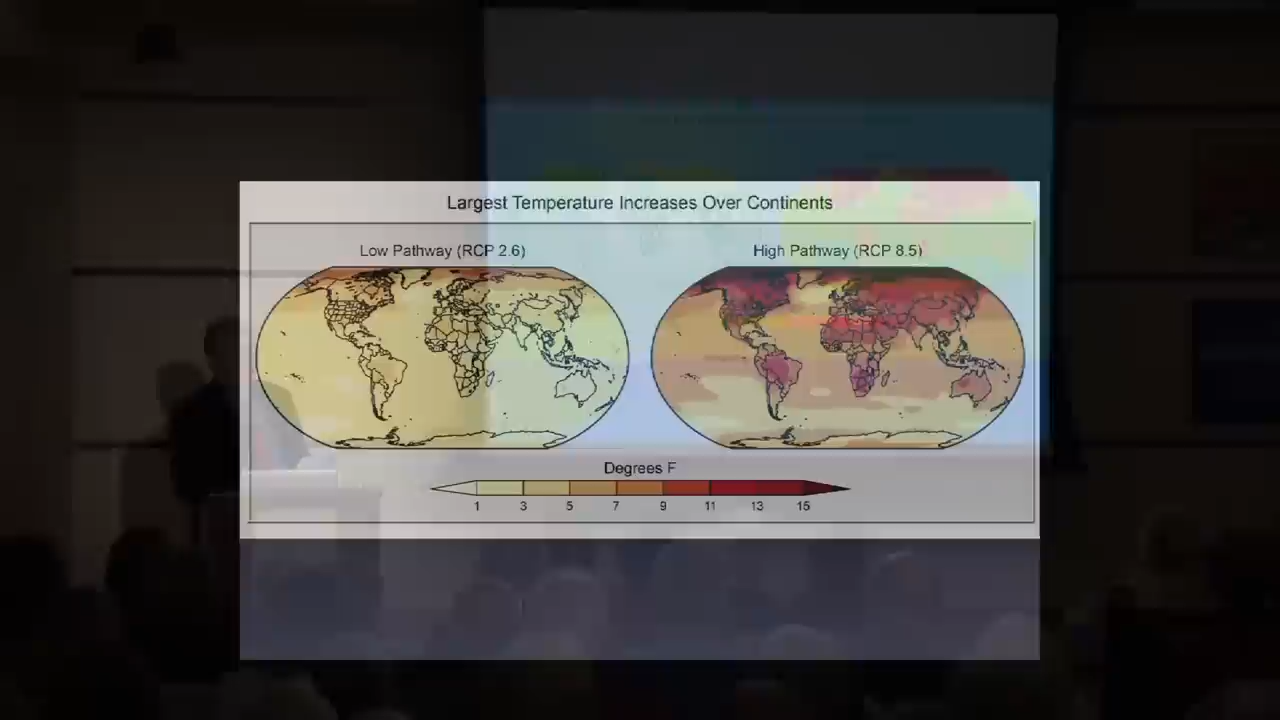 Largest Temperature Increases Over Continents
Low Pathway (RCP 2.6)
High Pathway (RCP 8.5)
Degrees F
1 3 5 7 9 11 13 15